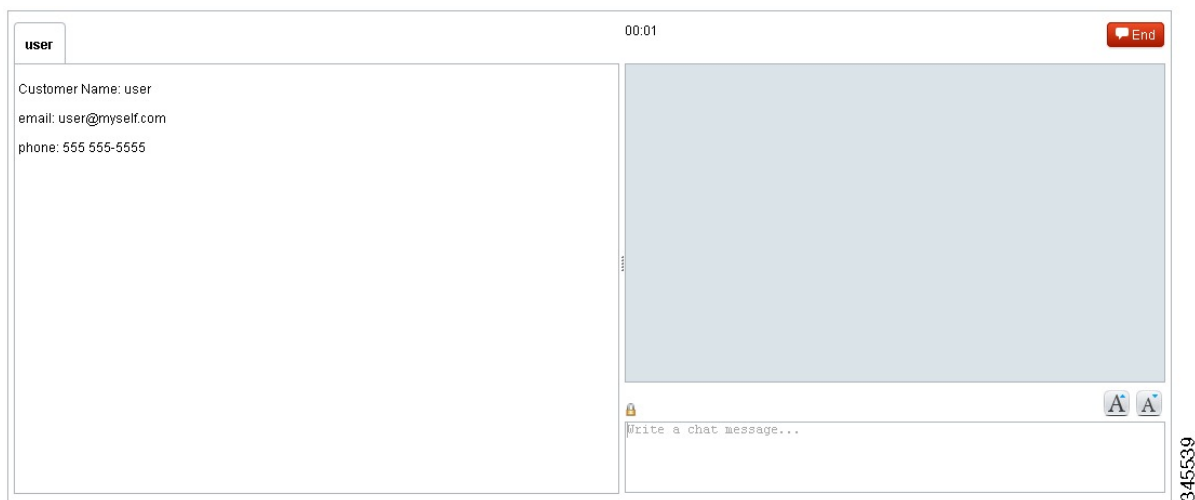 user
00:01
End
Customer Name: user
email: user@myself.com
phone: 555 555-5555
A A
Write a chat message...
345539